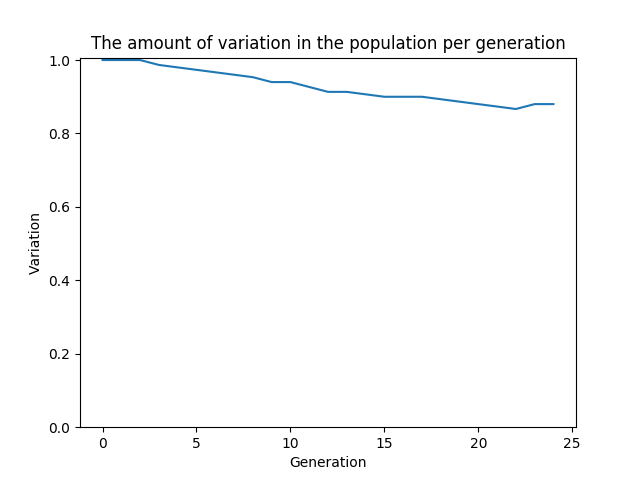 The amount of variation in the population per generation
1.0
0.8
0.6
0.4
0.2
0.0
Variation
0 5 10 15 20 25
Generation